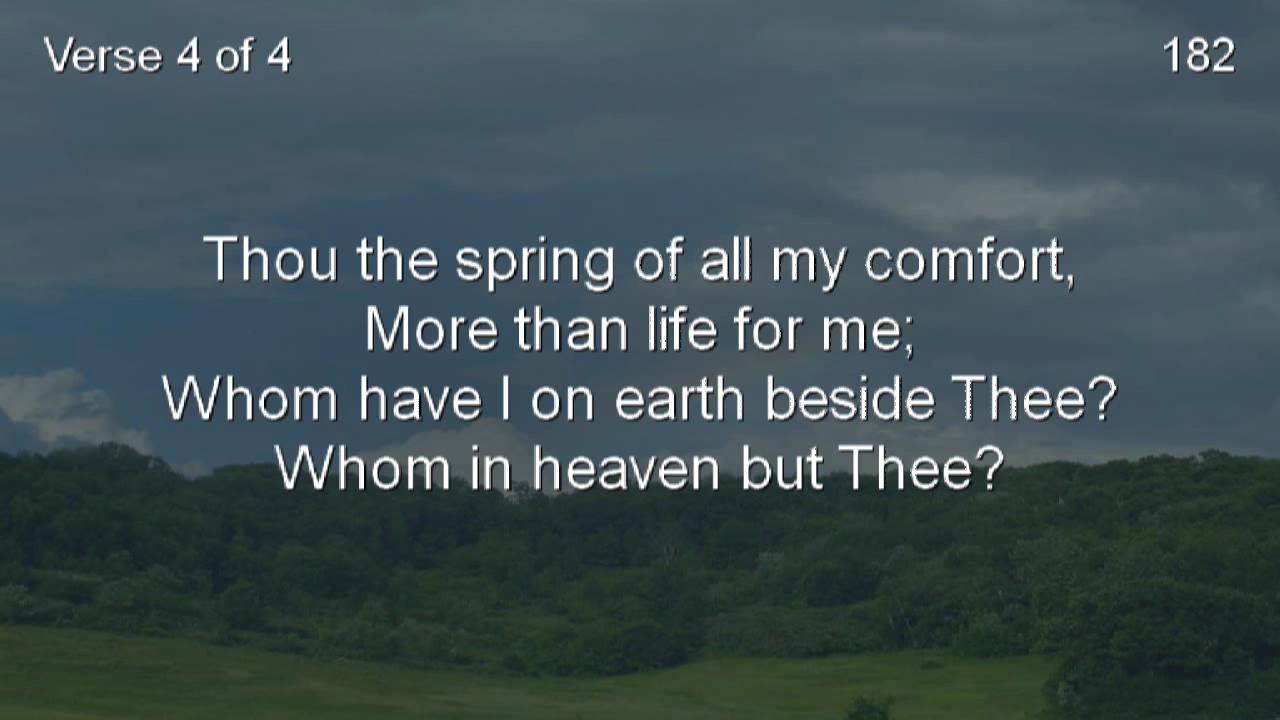 Verse 4 of 4
182
Thou the spring of all my comfort,
More than life for me;
Whom have I on earth beside Thee?
Whom in heaven but Thee?